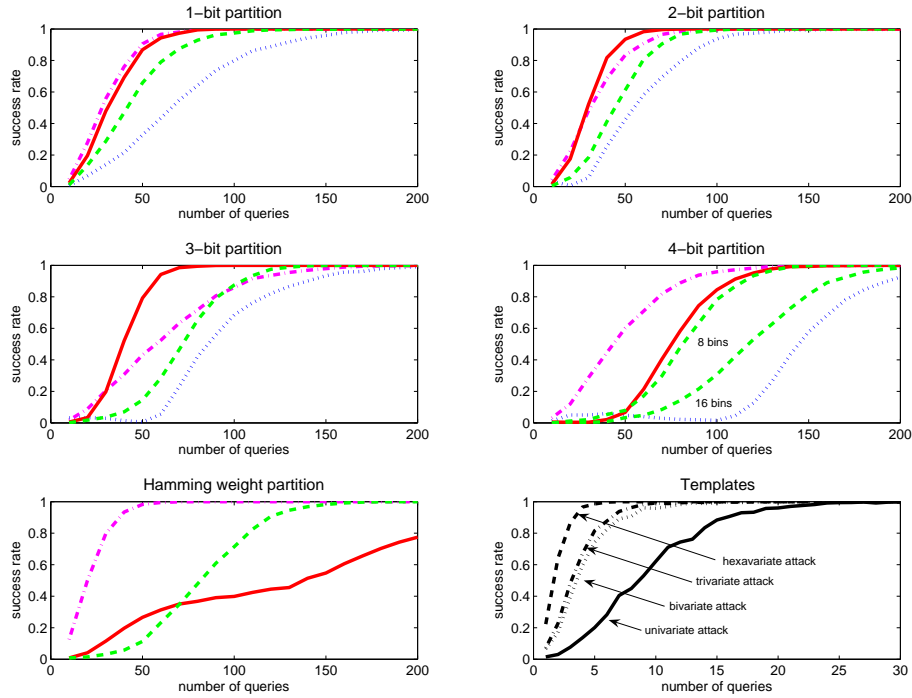 1−bit partition
1
0.8
0.6
0.4
0.2
0
success rate
0 50 100 150 200
number of queries
2−bit partition
1
0.8
0.6
0.4
0.2
0
success rate
0 50 100 150 200
number of queries
3−bit partition
1
0.8
0.6
0.4
0.2
0
success rate
0 50 100 150 200
number of queries
4−bit partition
1
0.8
0.6
0.4
0.2
0
success rate
8 bins
16 bins
0 50 100 150 200
number of queries
Hamming weight partition
1
0.8
0.6
0.4
0.2
0
success rate
0 50 100 150 200
number of queries
Templates
1
0.8
0.6
0.4
0.2
0
success rate
hexavariate attack
trivariate attack
bivariate attack
univariate attack
0 5 10 15 20 25 30
number of queries